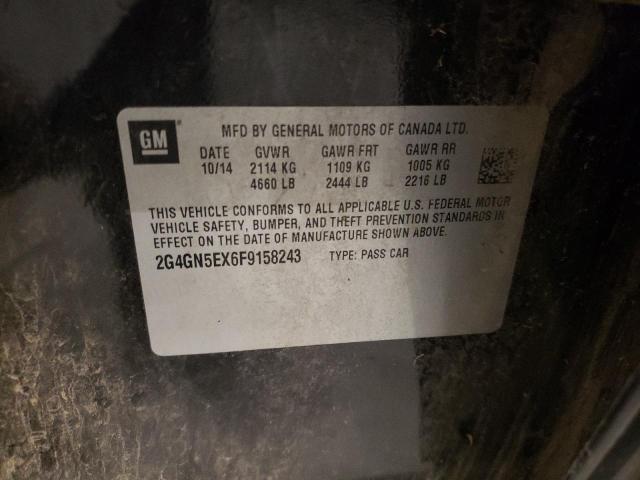 GM
MFD BY GENERAL MOTORS OF CANADA LTD.
DATE GVWR GAWR FRT GAWR RR
10/14 2114 KG 1109 KG 1005 KG
4660 LB 2444 LB 2216 LB
THIS VEHICLE CONFORMS TO ALL APPLICABLE U.S. FEDERAL MOTOR
VEHICLE SAFETY, BUMPER, AND THEFT PREVENTION STANDARDS IN
EFFECT ON THE DATE OF MANUFACTURE SHOWN ABOVE.
2G4GN5EX6F9158243 TYPE: PASS CAR